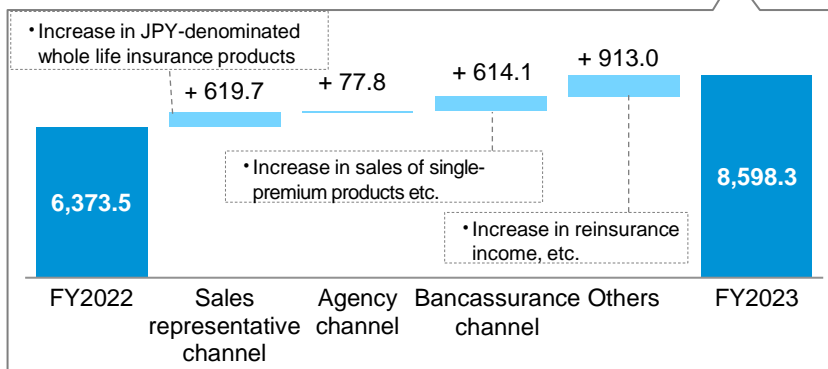 ・Increase in JPY-denominated
whole life insurance products
+ 619.7
+ 77.8
+ 614.1
+ 913.0
・Increase in sales of single-
premium products etc.
・Increase in reinsurance
income, etc.
6,373.5
8,598.3
FY2022
Sales
representative
channel
Agency
channel
Bancassurance
channel
Others
FY2023